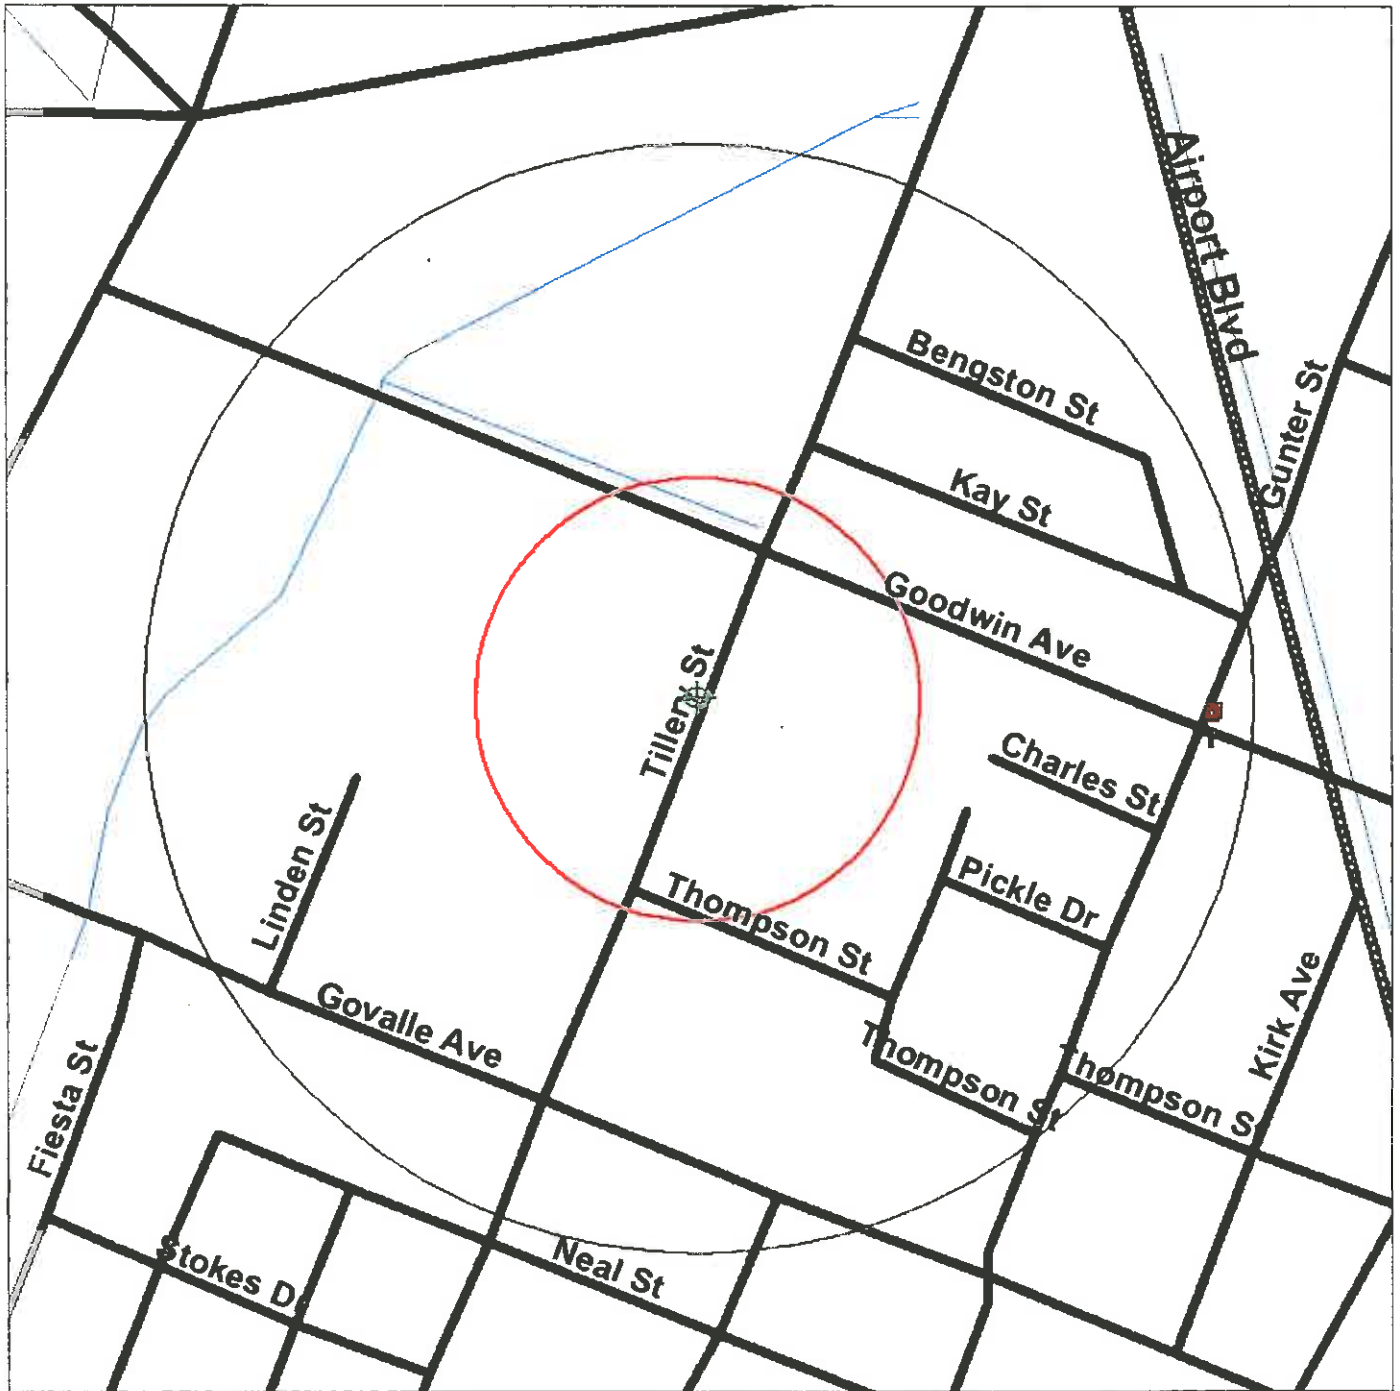 Airport Blvd
Bengston St
Gunter St
Kay St
Goodwin Ave
Tillery St
Charles St
Linden St
Pickle Dr
Thompson St
Govalle Ave
Kirk Ave
Thompson St
Thompson S
Fiesta St
Stokes Dr
Neal St